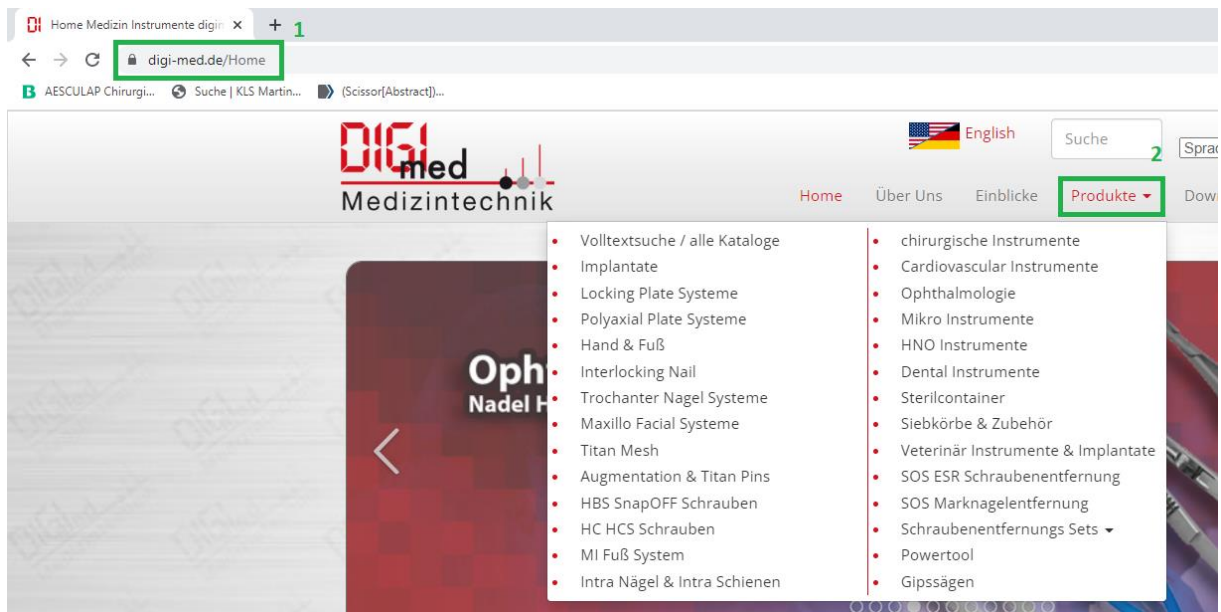 Home Medizin Instrumente digin
1
digi-med.de/Home
AESCULAP Chirurgi... Suche | KLS Martin... (Scissor[Abstract])...
DIGI
med
Medizintechnik
English
Suche
2
Home Über Uns Einblicke Produkte
Volltextsuche / alle Kataloge
Implantate
Locking Plate Systeme
Polyaxial Plate Systeme
Hand & Fuß
Interlocking Nail
Trochanter Nagel Systeme
Maxillo Facial Systeme
Titan Mesh
Augmentation & Titan Pins
HBS SnapOFF Schrauben
HC HCS Schrauben
MI Fuß System
Intra Nägel & Intra Schienen
chirurgische Instrumente
Cardiovascular Instrumente
Ophthalmologie
Mikro Instrumente
HNO Instrumente
Dental Instrumente
Sterilcontainer
Siebkörbe & Zubehör
Veterinär Instrumente & Implantate
SOS ESR Schraubenentfernung
SOS Marknagelentfernung
Schraubenentfernungs Sets
Powertool
Gipssägen
Oph
Nadel H